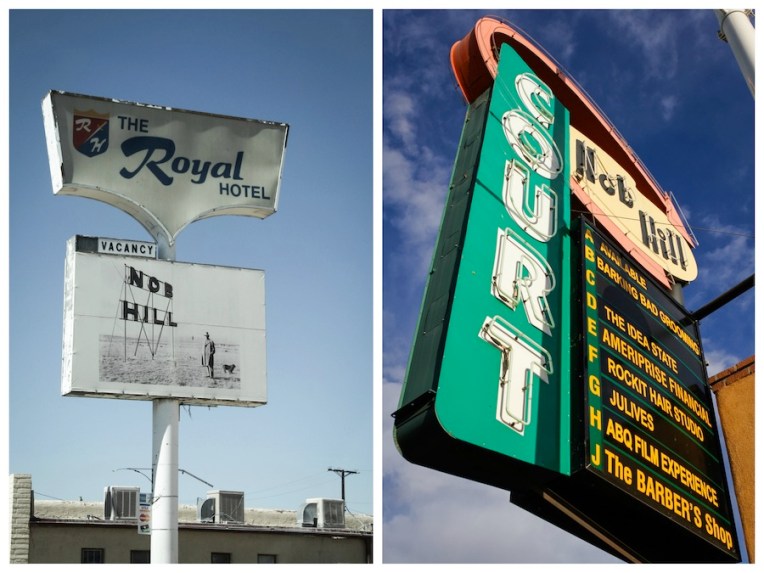 RH
THE
Royal
HOTEL
VACANCY
NOB
HILL
COURT
Nob
Hill
A AVAILABLE
B BARKING BAD GROOMING
C
D THE IDEA STATE
E AMERIPRISE FINANCIAL
F ROCKIT HAIR STUDIO
G JULIVES
H ABQ FILM EXPERIENCE
J The BARBER'S Shop